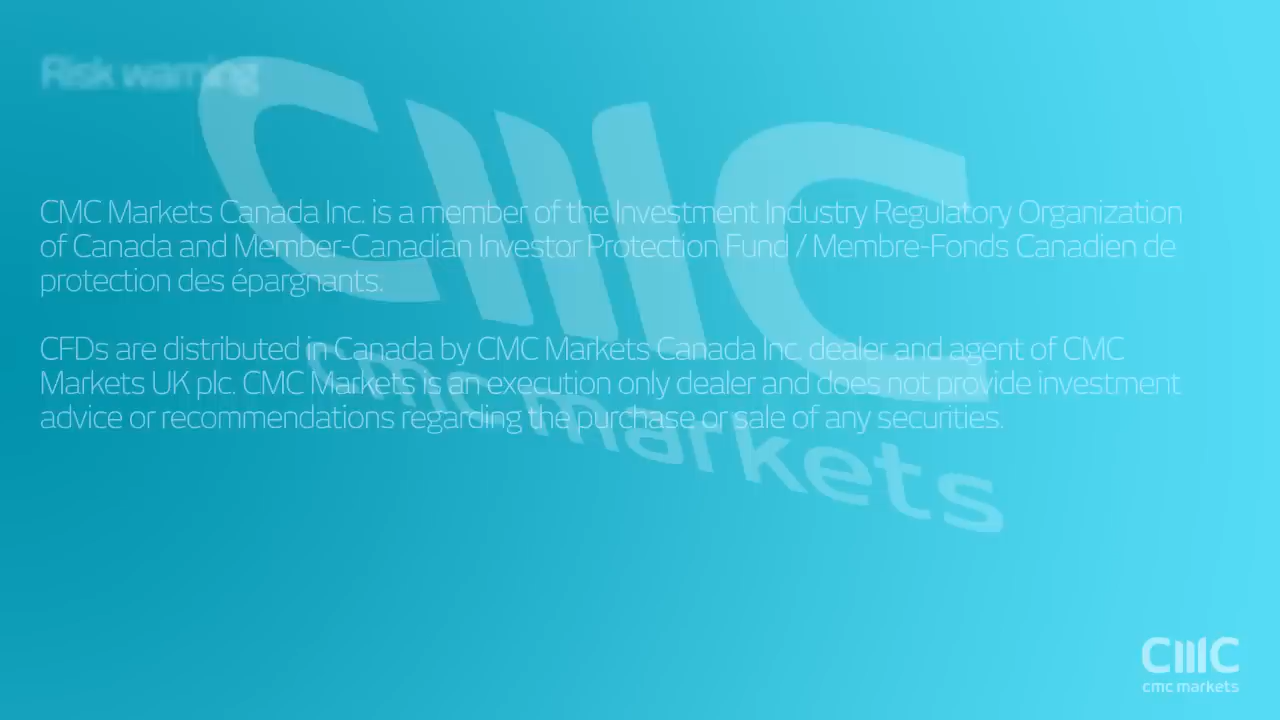 Risk warning
CMC
CMC Markets Canada Inc. is a member of the Investment Industry Regulatory Organization
of Canada and Member-Canadian Investor Protection Fund / Membre-Fonds Canadien de
protection des épargnants.
CFDs are distributed in Canada by CMC Markets Canada Inc. dealer and agent of CMC
Markets UK plc. CMC Markets is an execution only dealer and does not provide investment
advice or recommendations regarding the purchase or sale of any securities.
cmc markets
CMC
cmc markets